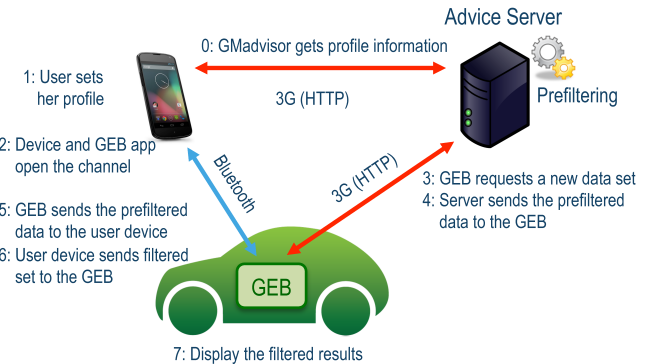 Advice Server
0: GMadvisor gets profile information
3G (HTTP)
Prefiltering
1: User sets
her profile
2: Device and GEB app
open the channel
Bluetooth
3G (HTTP)
3: GEB requests a new data set
4: Server sends the prefiltered
data to the GEB
5: GEB sends the prefiltered
data to the user device
6: User device sends filtered
set to the GEB
GEB
7: Display the filtered results